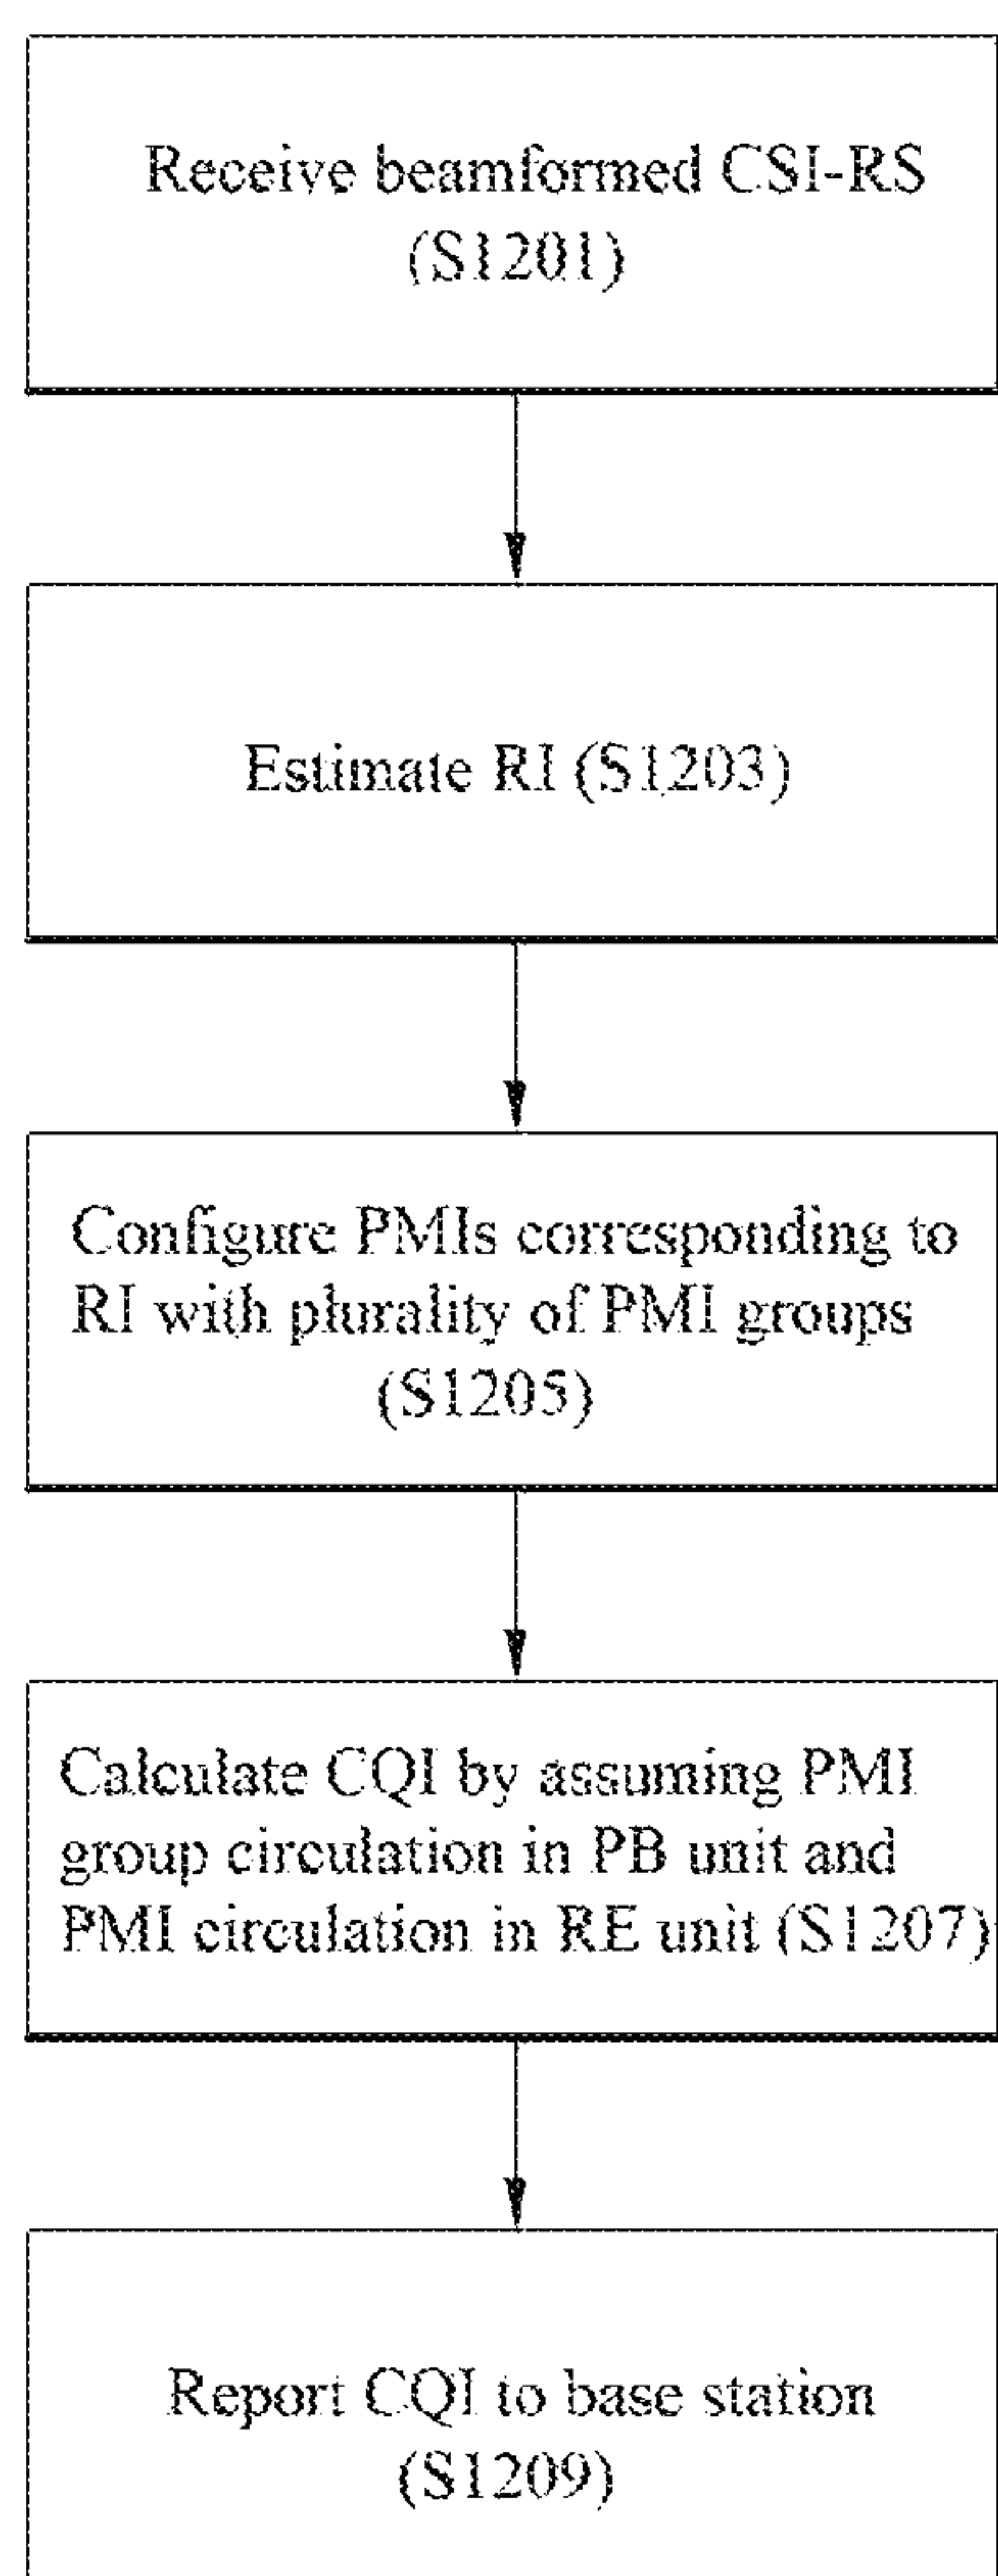 Receive beamformed CSI-RS
(S1201)
Estimate RI (S1203)
Configure PMIs corresponding to
RI with plurality of PMI groups
(S1205)
Calculate CQI by assuming PMI
group circulation in PB unit and
PMI circulation in RE unit (S1207)
Report CQI to base station
(S1209)